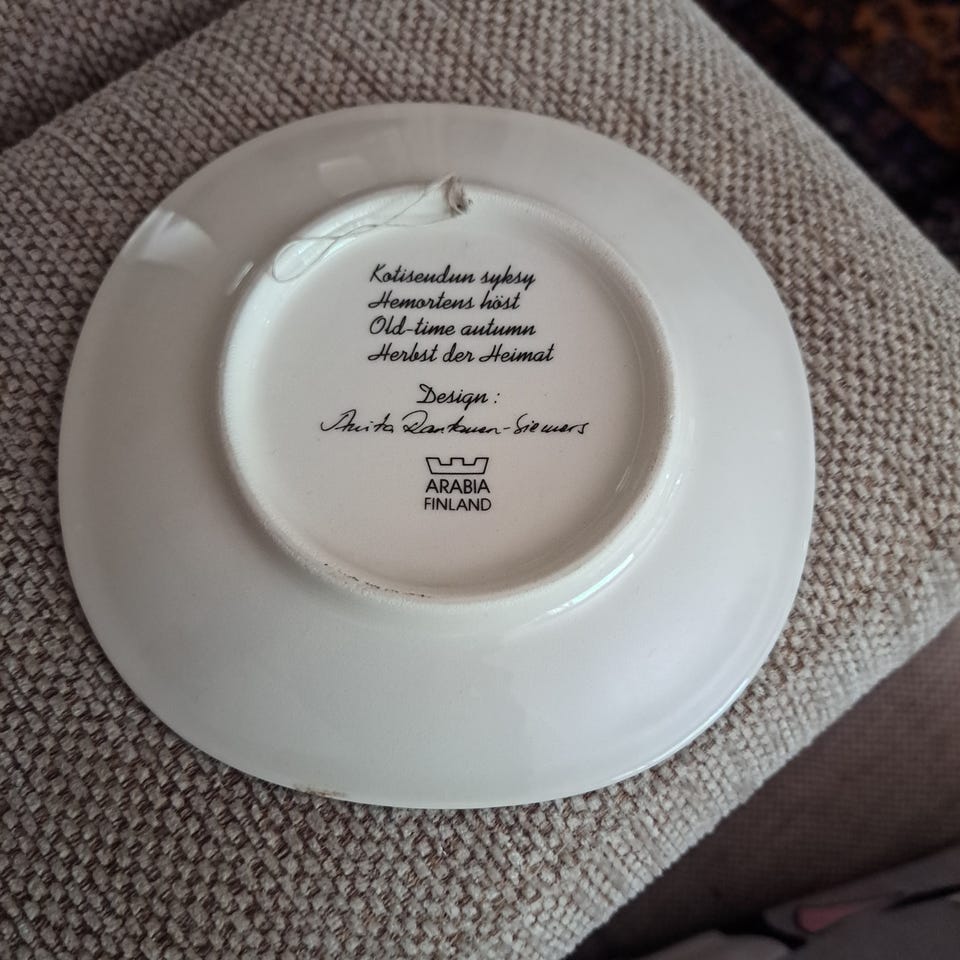 Kotiseudun syksy
Hemortens höst
Old-time autumn
Herbst der Heimat
Design :
Anita Rantanen-Siemers
ARABIA
FINLAND